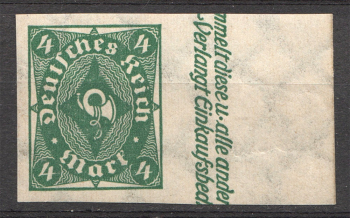 4 4
Deutsches Reich
Mark
4 4
mmelt diese u. alle ander
Verlangt Einkaufsbed